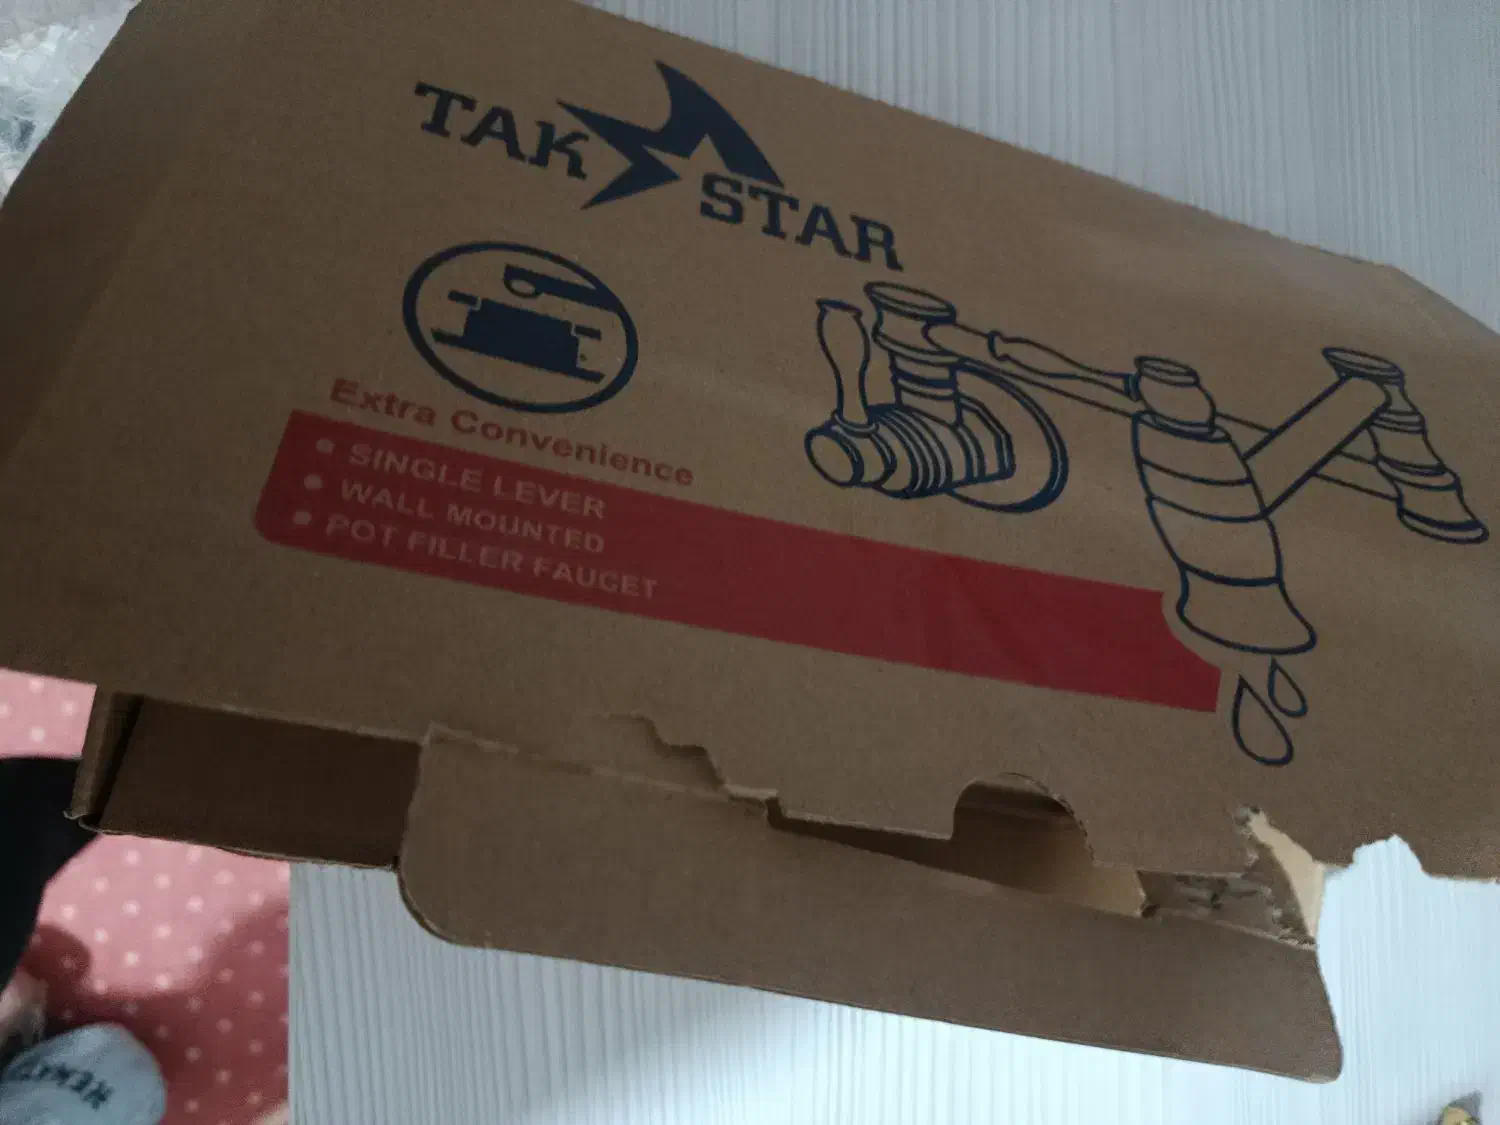 TAK STAR
Extra Convenience
• SINGLE LEVER
• WALL MOUNTED
• POT FILLER FAUCET